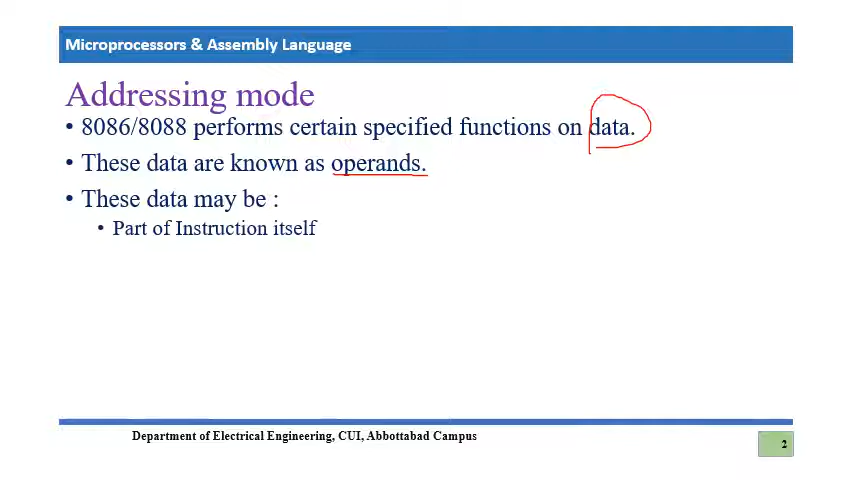 Microprocessors & Assembly Language
Addressing mode
• 8086/8088 performs certain specified functions on data.
• These data are known as operands.
• These data may be :
• Part of Instruction itself
Department of Electrical Engineering, CUI, Abbottabad Campus
2